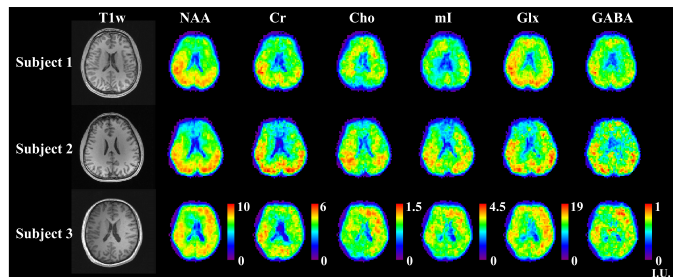 T1w NAA Cr Cho mI Glx GABA
Subject 1
Subject 2
Subject 3
10 6 1.5 4.5 19 1
0 0 0 0 0 0
I.U.